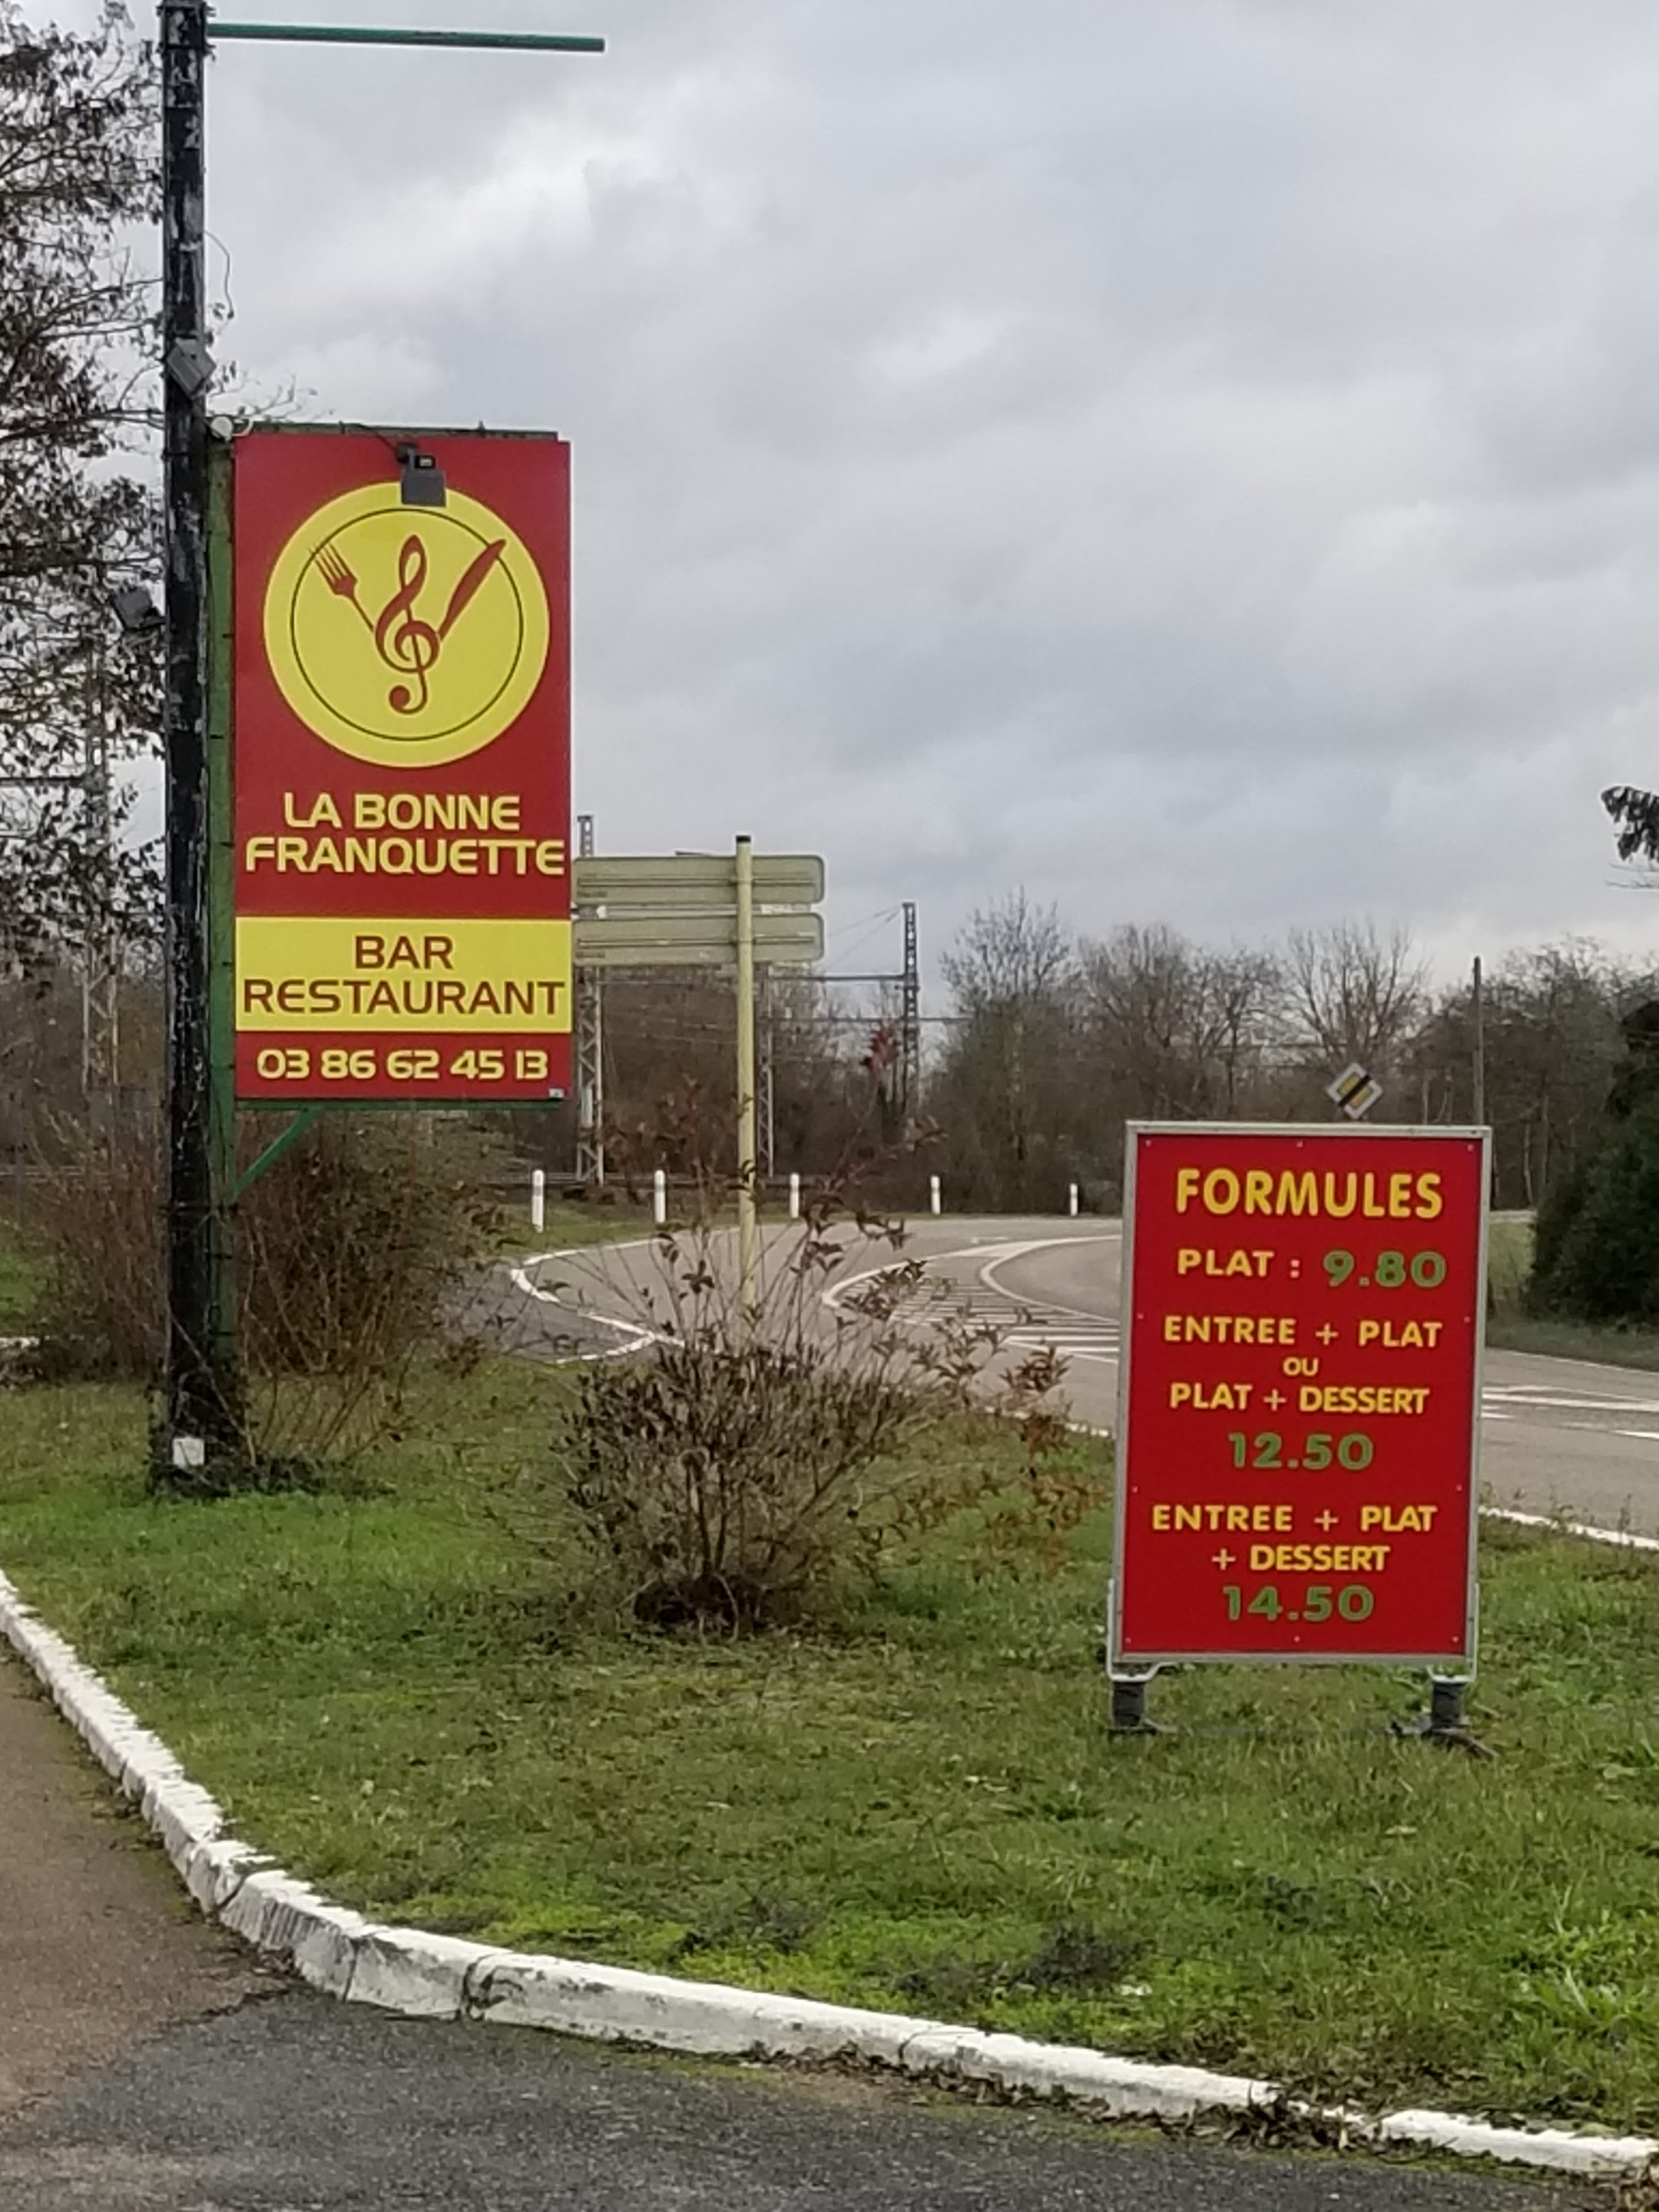 LA BONNE
FRANQUETTE
BAR
RESTAURANT
03 86 62 45 13
FORMULES
PLAT : 9.80
ENTREE + PLAT
OU
PLAT + DESSERT
12.50
ENTREE + PLAT
+ DESSERT
14.50